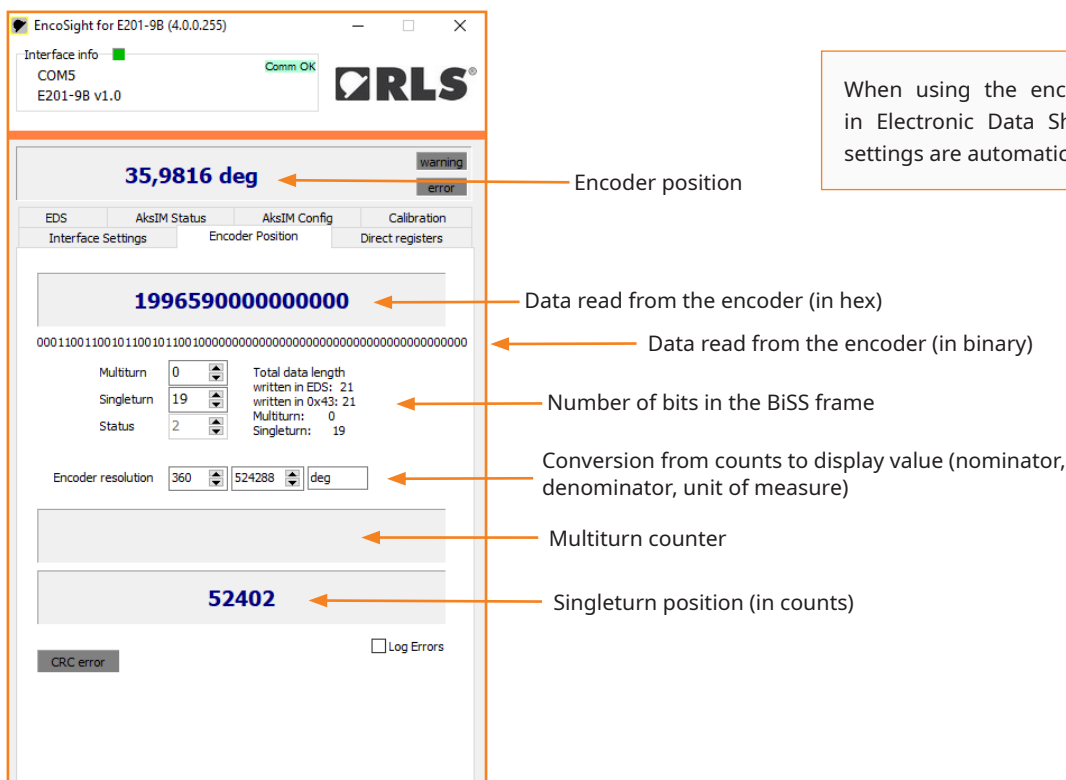 EncoSight for E201-9B (4.0.0.255)
Interface info
COM5
Comm OK
E201-9B v1.0
RLS®
When using the enc
in Electronic Data Sh
settings are automatic
35,9816 deg
warning
error
Encoder position
EDS AksIM Status AksIM Config Calibration
Interface Settings Encoder Position Direct registers
1996590000000000
Data read from the encoder (in hex)
Data read from the encoder (in binary)
Multiturn 0
Singleturn 19
Status 2
Total data length
written in EDS: 21
written in 0x43: 21
Multiturn: 0
Singleturn: 19
Number of bits in the BiSS frame
Encoder resolution 360 524288 deg
Conversion from counts to display value (nominator,
denominator, unit of measure)
Multiturn counter
52402
Singleturn position (in counts)
Log Errors
CRC error